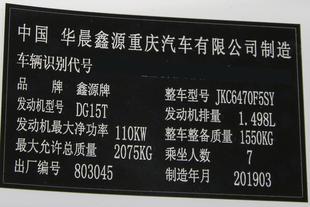 中国 华晨鑫源重庆汽车有限公司制造
车辆识别代号
品 牌 鑫源牌 整车型号 JKC6470F5SY
发动机型号 DG15T 发动机排量 1.498L
发动机最大净功率 110KW 整车整备质量 1550KG
最大允许总质量 2075KG 乘坐人数 7
出厂编号 803045 制造年月 201903